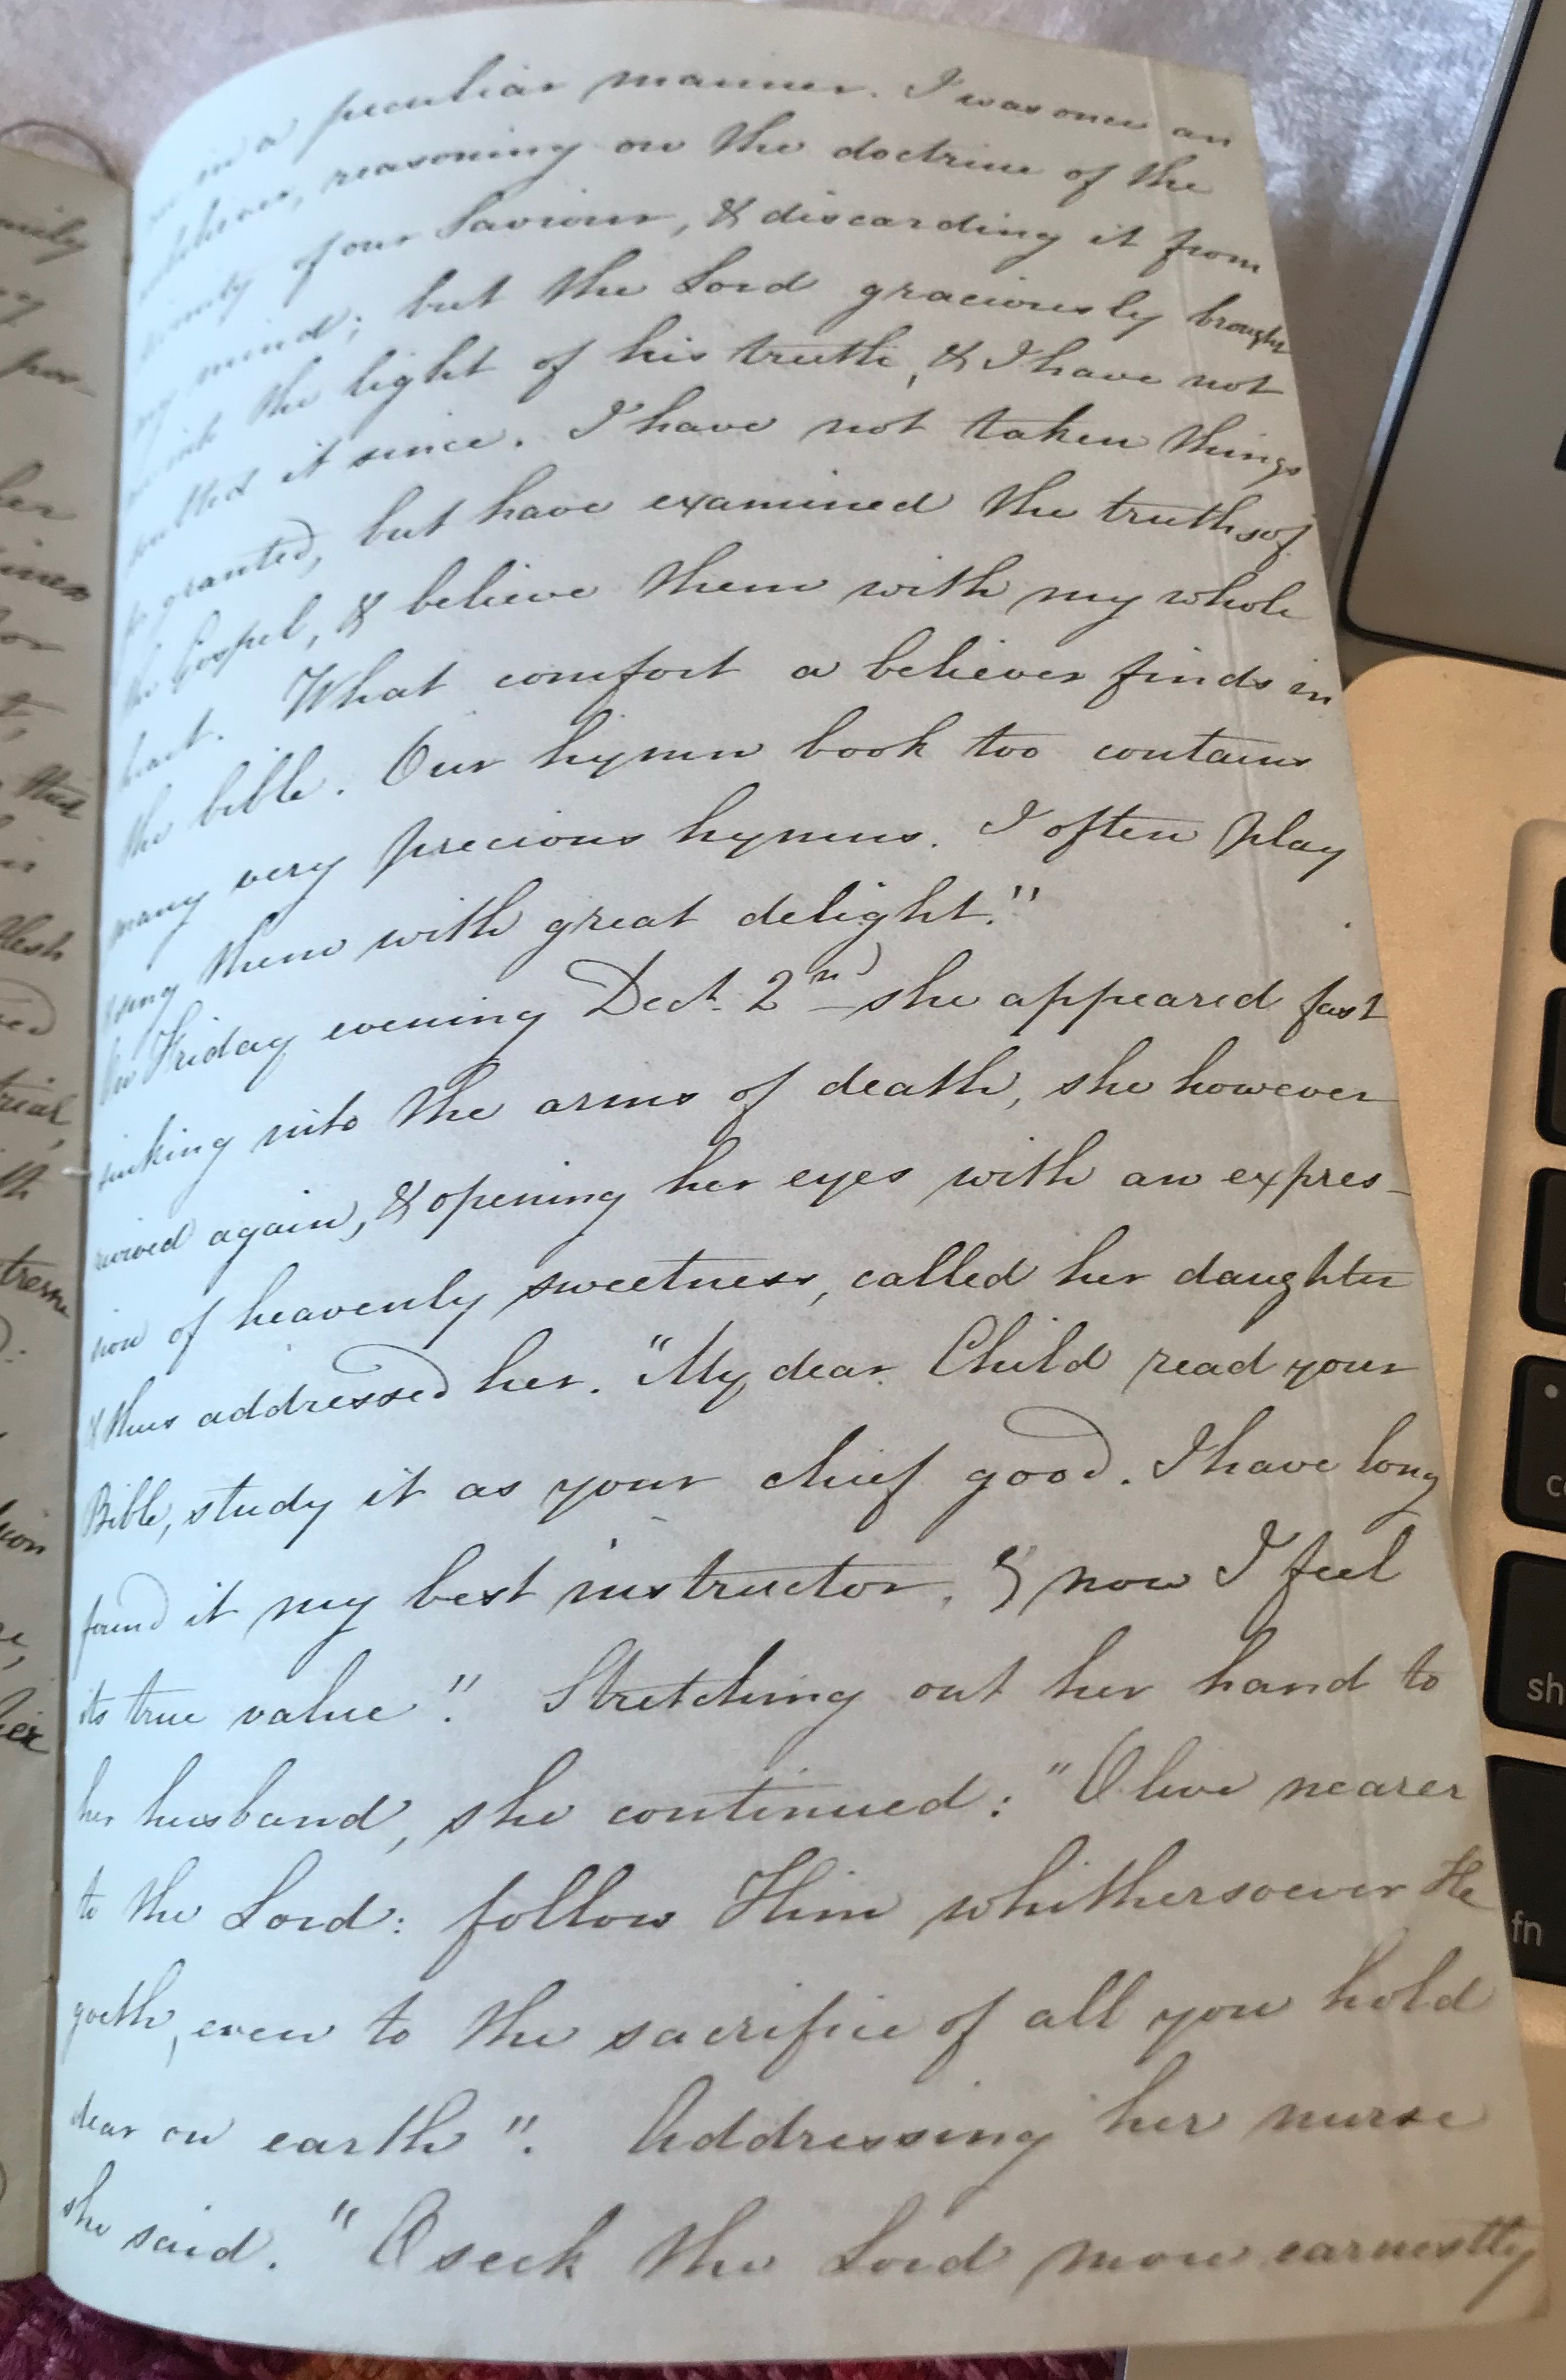 in a peculiar manner. I was once an
unbeliever, reasoning on the doctrine of the
of our Saviour, & discarding it from
my mind; but the Lord graciously brought
the light of his truth, & I have not
doubted it since. I have not taken things
for granted, but have examined the truths of
the Gospel, & believe them with my whole
heart. What comfort a believer finds in
the bible. Our hymn book too contains
many very precious hymns. I often play
& sing them with great delight."
On Friday evening Dect. 2nd she appeared fast
sinking into the arms of death, she however
revived again, & opening her eyes with an expres-
sion of heavenly sweetness, called her daughter
& thus addressed her. "My dear Child read your
Bible, study it as your chief good. I have long
found it my best instructor, & now I feel
its true value". Stretching out her hand to
her husband, she continued: "O live nearer
to the Lord: follow Him whithersoever He
goeth, even to the sacrifice of all you hold
dear on earth". Addressing her nurse
she said. "O seek the Lord more earnestly